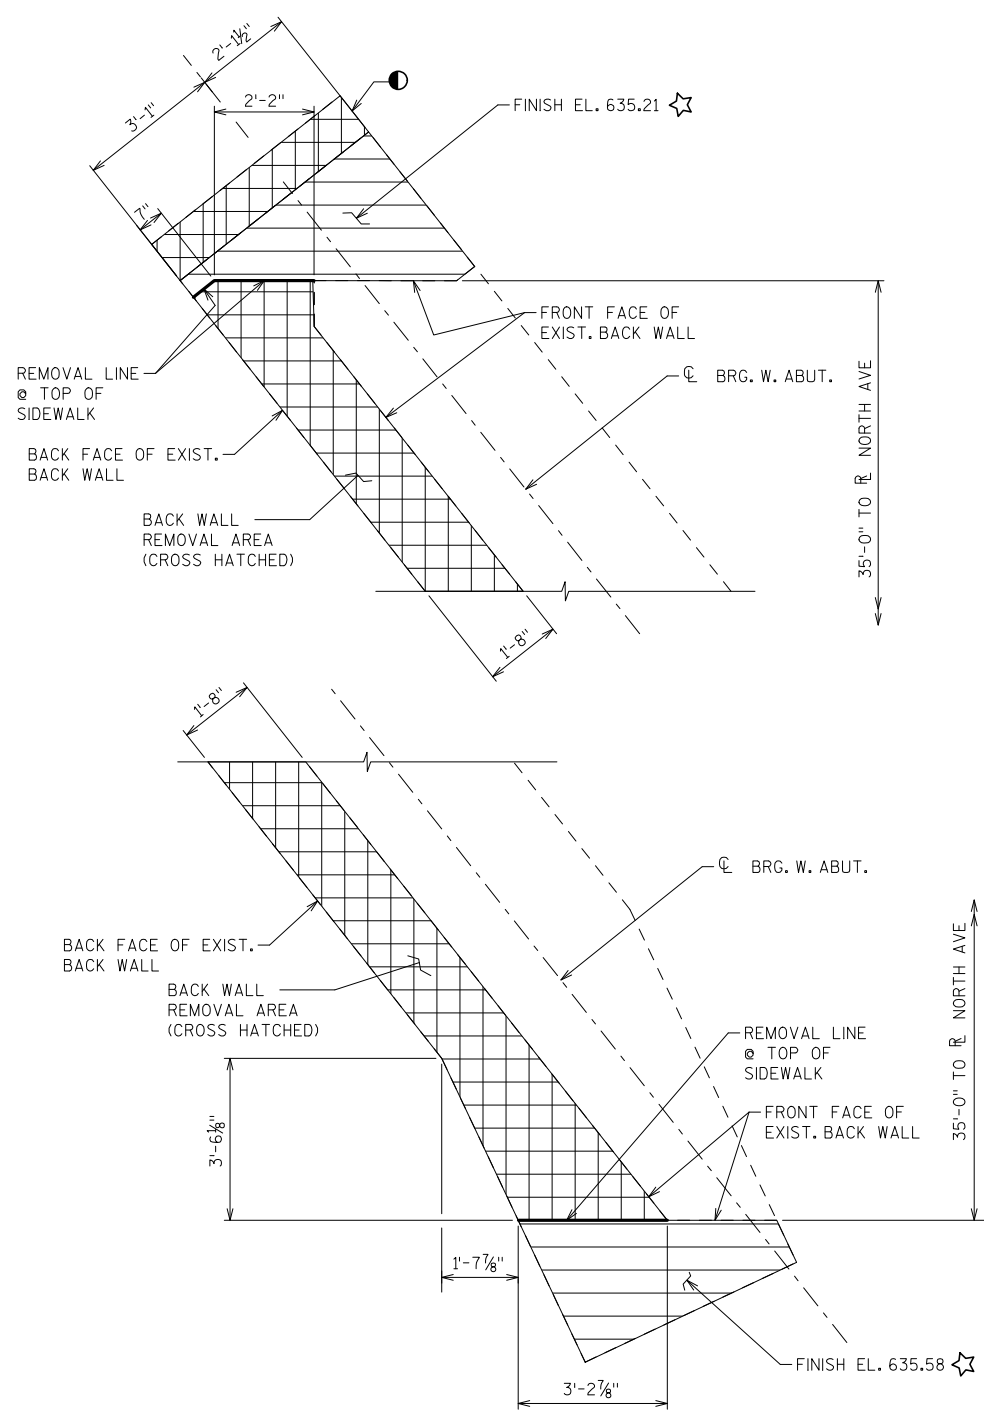 2'-1½"
3'-1"
2'-2"
7"
FINISH EL. 635.21
FRONT FACE OF
EXIST. BACK WALL
REMOVAL LINE
@ TOP OF
SIDEWALK
℄ BRG. W. ABUT.
BACK FACE OF EXIST.
BACK WALL
BACK WALL
REMOVAL AREA
(CROSS HATCHED)
35'-0" TO ⅊ NORTH AVE
1'-8"
1'-8"
℄ BRG. W. ABUT.
BACK FACE OF EXIST.
BACK WALL
BACK WALL
REMOVAL AREA
(CROSS HATCHED)
REMOVAL LINE
@ TOP OF
SIDEWALK
FRONT FACE OF
EXIST. BACK WALL
35'-0" TO ⅊ NORTH AVE
3'-6⅛"
1'-7⅞"
FINISH EL. 635.58
3'-2⅞"